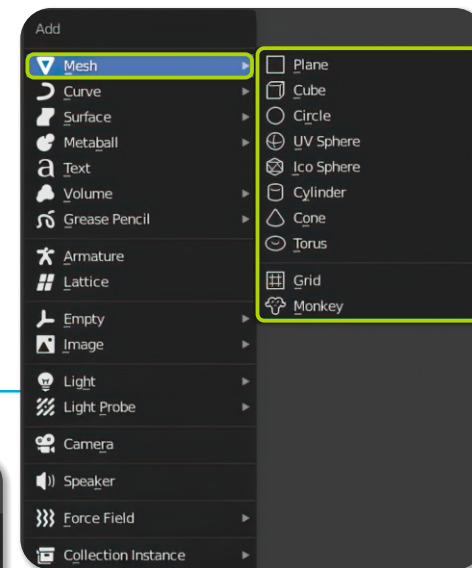 Add
Mesh
Curve
Surface
Metaball
Text
Volume
Grease Pencil
Armature
Lattice
Empty
Image
Light
Light Probe
Camera
Speaker
Force Field
Collection Instance
Plane
Cube
Circle
UV Sphere
Ico Sphere
Cylinder
Cone
Torus
Grid
Monkey